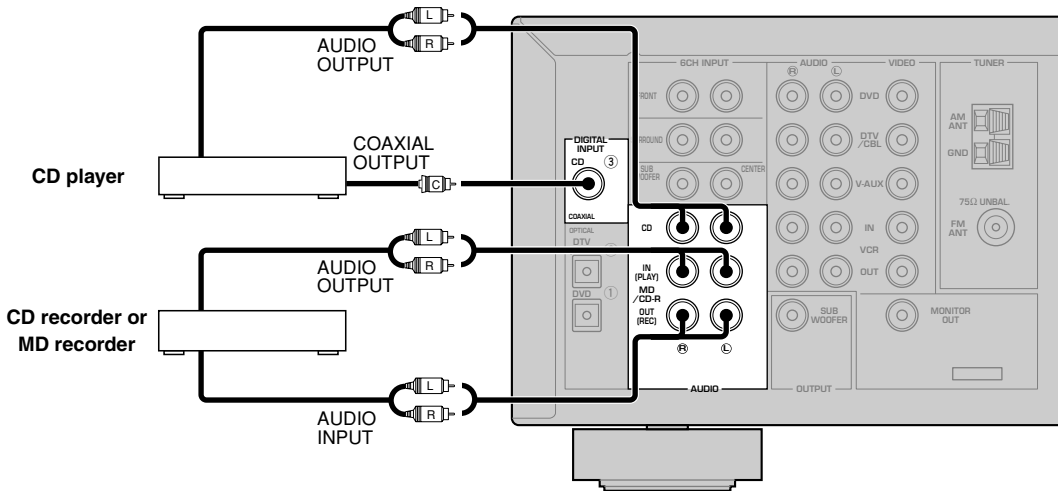 L
R
AUDIO
OUTPUT
COAXIAL
OUTPUT
C
CD player
L
R
AUDIO
OUTPUT
CD recorder or
MD recorder
L
R
AUDIO
INPUT
6CH INPUT
FRONT
SUB
CENTER
DIGITAL
INPUT
CD
③
COAXIAL
OPTICAL
DTV
DVD
①
CD
IN
(PLAY)
MD
/CD-R
OUT
(REC)
R
L
AUDIO
AUDIO
R
L
VIDEO
DVD
DTV
/CBL
V-AUX
IN
VCR
OUT
SUB
WOOFER
OUTPUT
MONITOR
OUT
TUNER
AM
ANT
GND
75Ω UNBAL.
FM
ANT